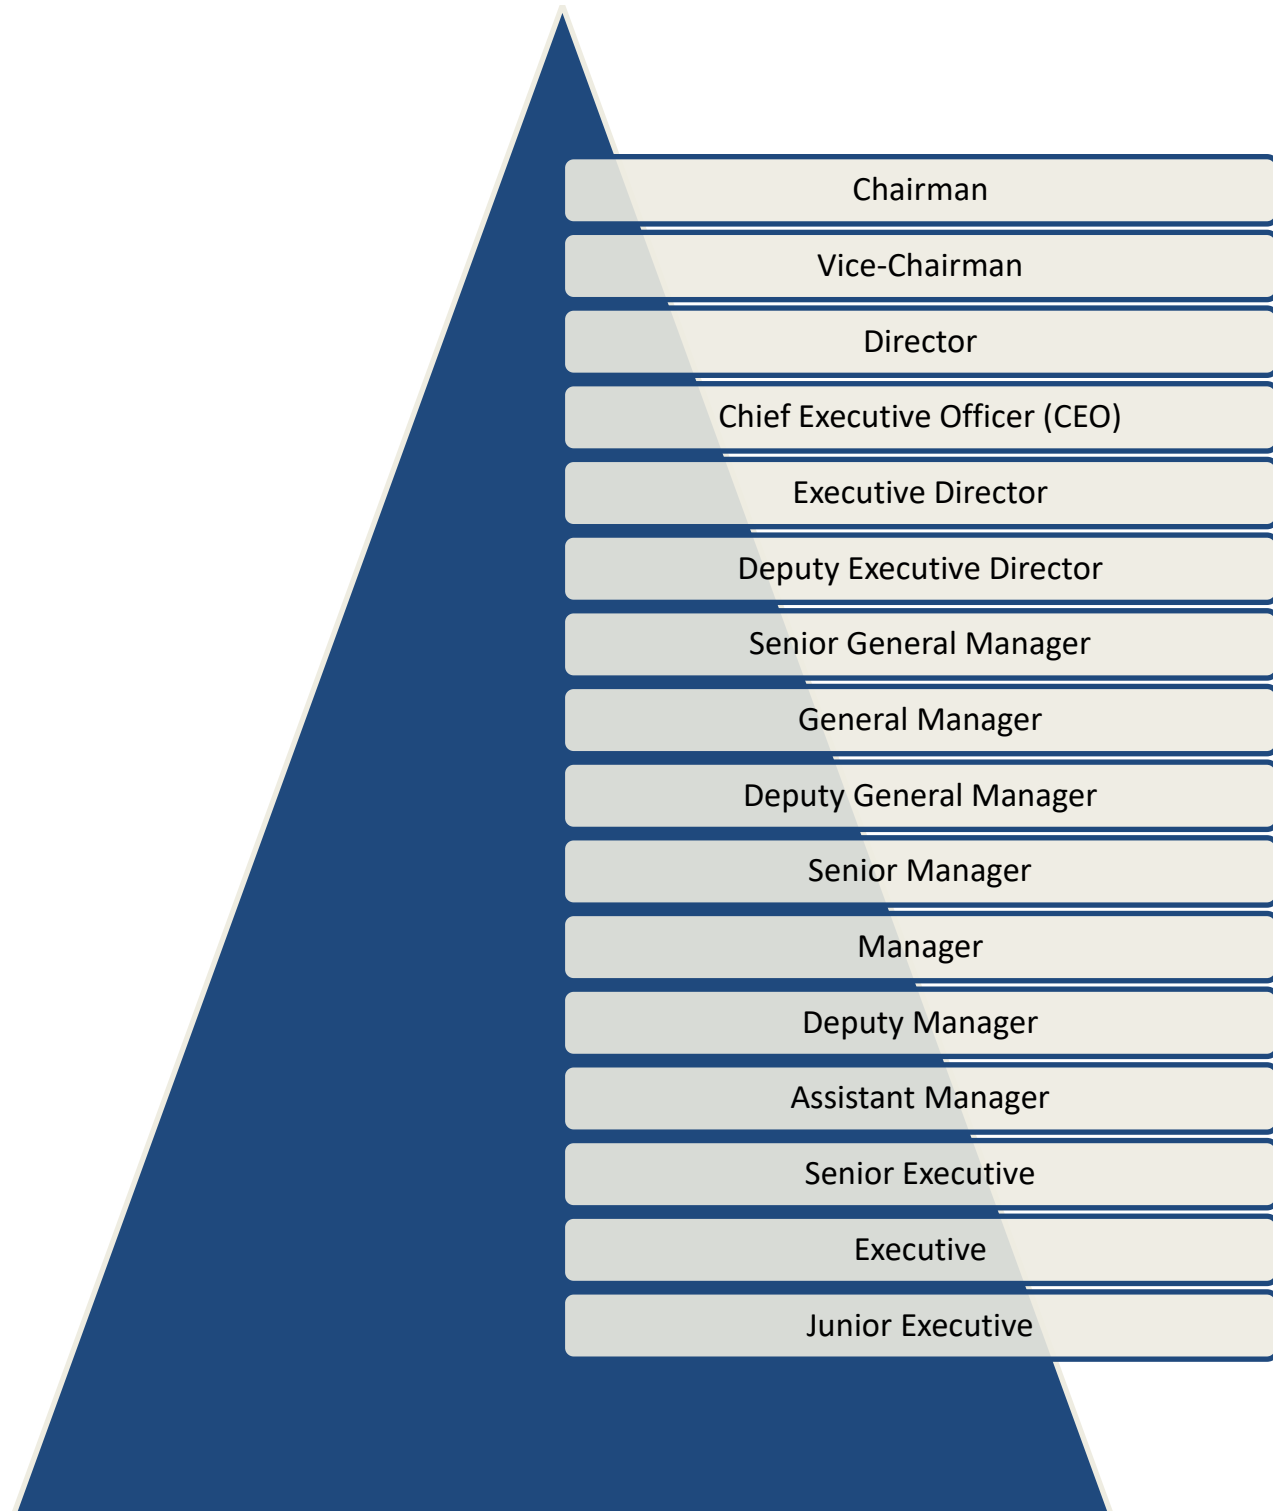 Chairman
Vice-Chairman
Director
Chief Executive Officer (CEO)
Executive Director
Deputy Executive Director
Senior General Manager
General Manager
Deputy General Manager
Senior Manager
Manager
Deputy Manager
Assistant Manager
Senior Executive
Executive
Junior Executive